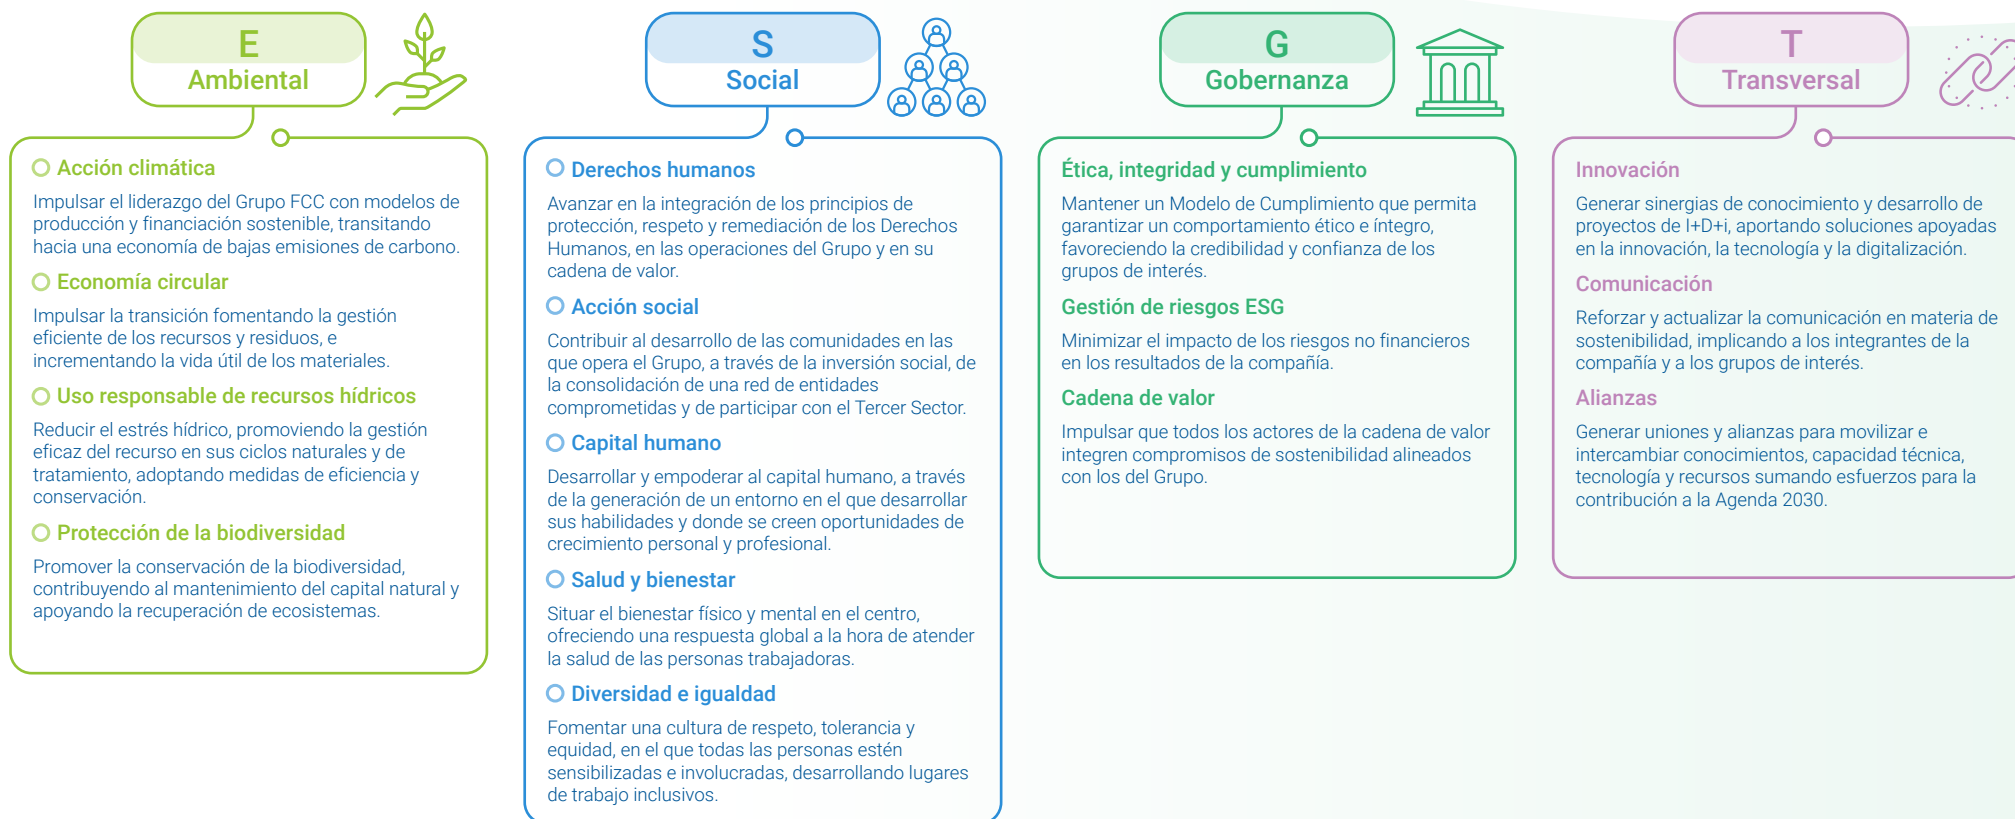 E
Ambiental
Acción climática
Impulsar el liderazgo del Grupo FCC con modelos de
producción y financiación sostenible, transitando
hacia una economía de bajas emisiones de carbono.
Economía circular
Impulsar la transición fomentando la gestión
eficiente de los recursos y residuos, e
incrementando la vida útil de los materiales.
Uso responsable de recursos hídricos
Reducir el estrés hídrico, promoviendo la gestión
eficaz del recurso en sus ciclos naturales y de
tratamiento, adoptando medidas de eficiencia y
conservación.
Protección de la biodiversidad
Promover la conservación de la biodiversidad,
contribuyendo al mantenimiento del capital natural y
apoyando la recuperación de ecosistemas.
S
Social
Derechos humanos
Avanzar en la integración de los principios de
protección, respeto y remediación de los Derechos
Humanos, en las operaciones del Grupo y en su
cadena de valor.
Acción social
Contribuir al desarrollo de las comunidades en las
que opera el Grupo, a través de la inversión social, de
la consolidación de una red de entidades
comprometidas y de participar con el Tercer Sector.
Capital humano
Desarrollar y empoderar al capital humano, a través
de la generación de un entorno en el que desarrollar
sus habilidades y donde se creen oportunidades de
crecimiento personal y profesional.
Salud y bienestar
Situar el bienestar físico y mental en el centro,
ofreciendo una respuesta global a la hora de atender
la salud de las personas trabajadoras.
Diversidad e igualdad
Fomentar una cultura de respeto, tolerancia y
equidad, en el que todas las personas estén
sensibilizadas e involucradas, desarrollando lugares
de trabajo inclusivos.
G
Gobernanza
Ética, integridad y cumplimiento
Mantener un Modelo de Cumplimiento que permita
garantizar un comportamiento ético e íntegro,
favoreciendo la credibilidad y confianza de los
grupos de interés.
Gestión de riesgos ESG
Minimizar el impacto de los riesgos no financieros
en los resultados de la compañía.
Cadena de valor
Impulsar que todos los actores de la cadena de valor
integren compromisos de sostenibilidad alineados
con los del Grupo.
T
Transversal
Innovación
Generar sinergias de conocimiento y desarrollo de
proyectos de I+D+i, aportando soluciones apoyadas
en la innovación, la tecnología y la digitalización.
Comunicación
Reforzar y actualizar la comunicación en materia de
sostenibilidad, implicando a los integrantes de la
compañía y a los grupos de interés.
Alianzas
Generar uniones y alianzas para movilizar e
intercambiar conocimientos, capacidad técnica,
tecnología y recursos sumando esfuerzos para la
contribución a la Agenda 2030.